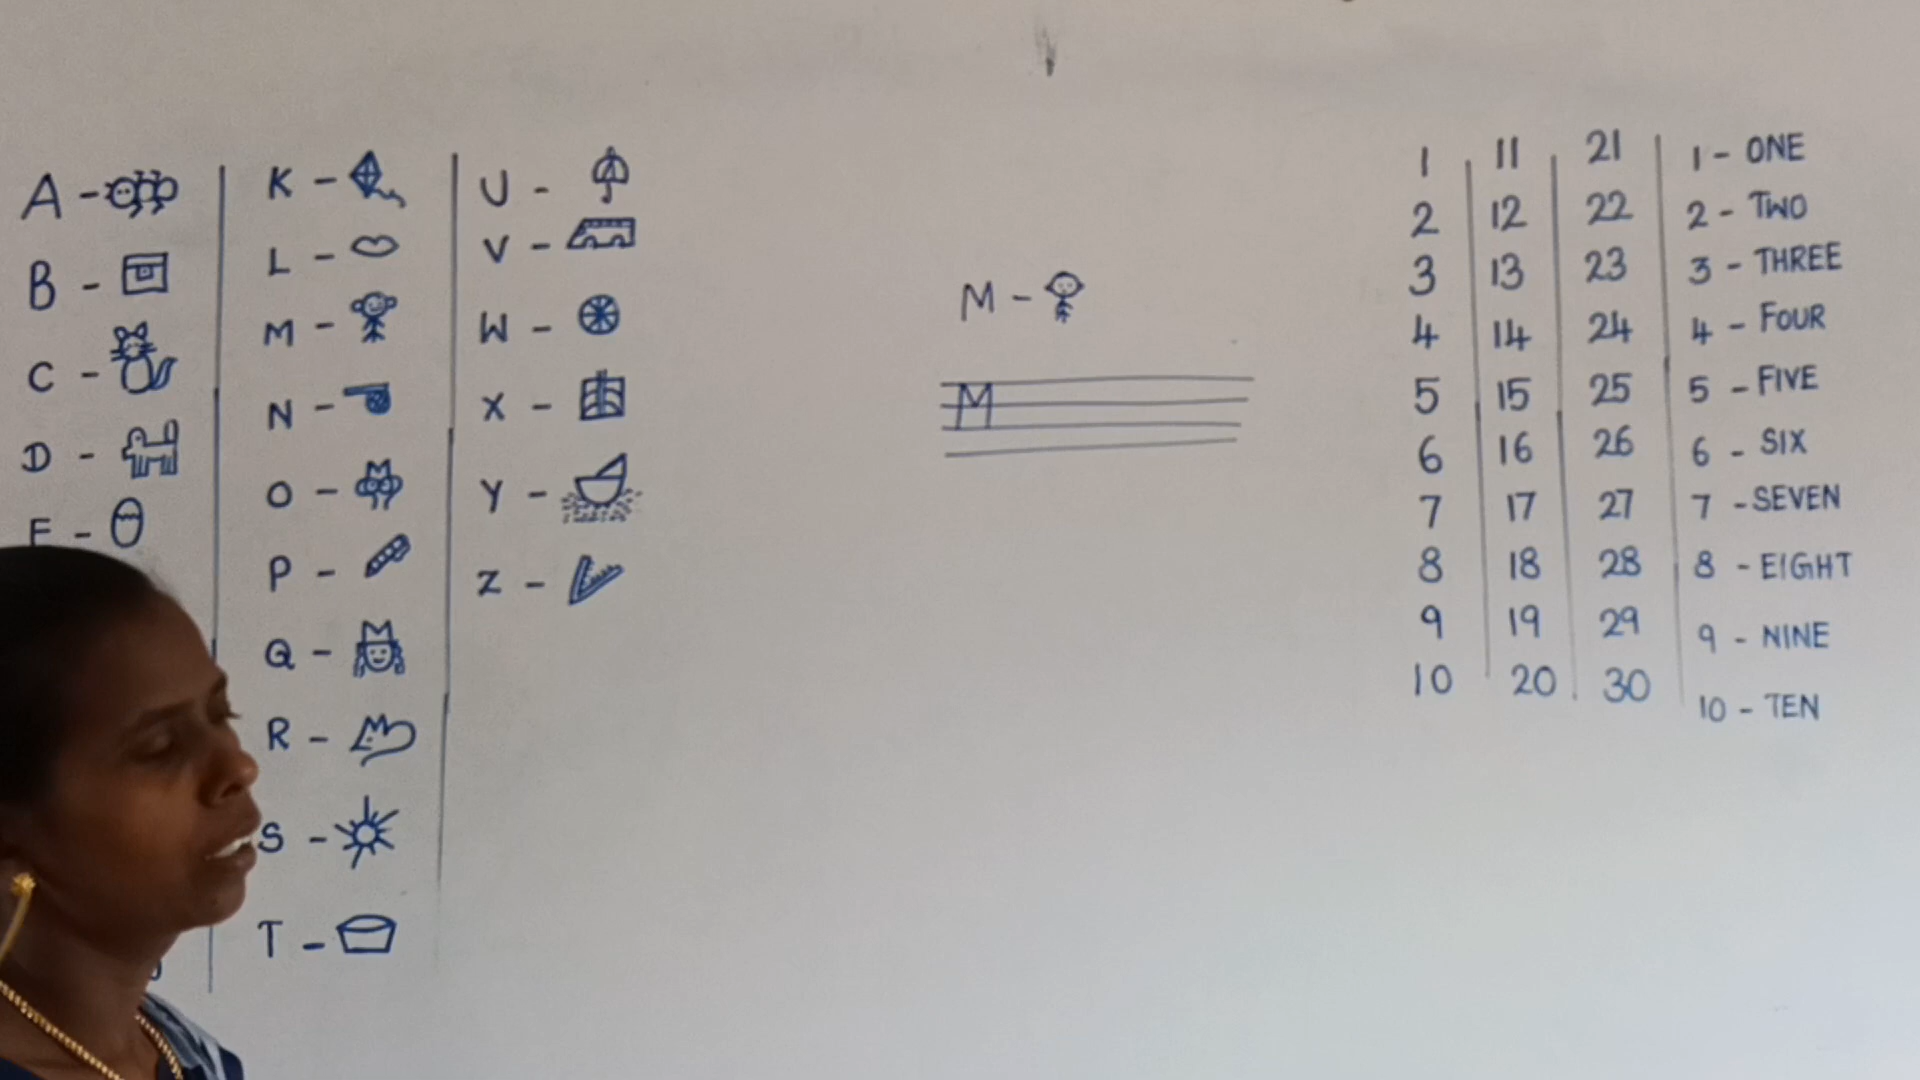 A -
B -
C -
D -
E -
K -
L -
M -
N -
O -
P -
Q -
R -
S -
T -
U -
V -
W -
X -
Y -
Z -
M -
M
1 11 21
2 12 22
3 13 23
4 14 24
5 15 25
6 16 26
7 17 27
8 18 28
9 19 29
10 20 30
1 - ONE
2 - TWO
3 - THREE
4 - FOUR
5 - FIVE
6 - SIX
7 - SEVEN
8 - EIGHT
9 - NINE
10 - TEN